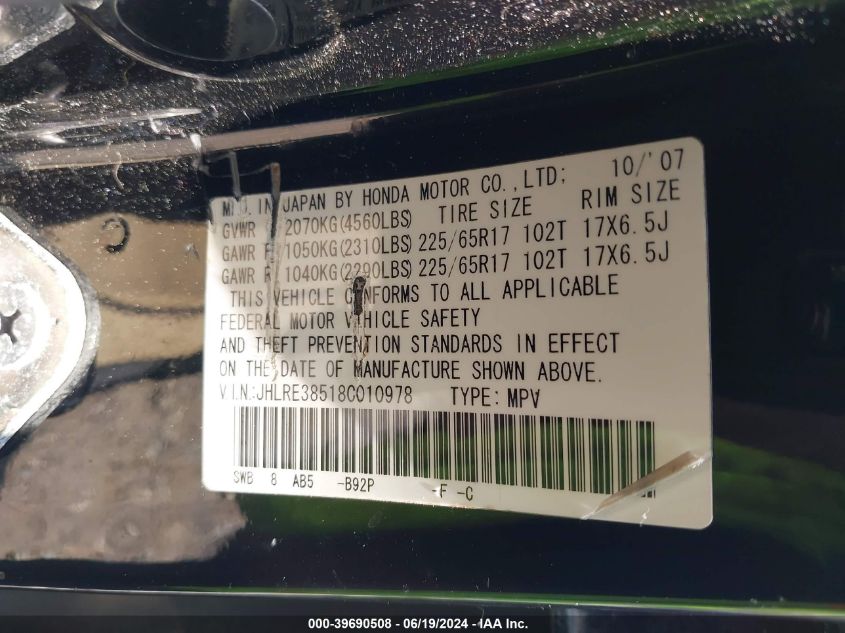 MFD. IN JAPAN BY HONDA MOTOR CO.,LTD; 10/'07
GVWR 2070KG(4560LBS) TIRE SIZE RIM SIZE
GAWR F 1050KG(2310LBS) 225/65R17 102T 17X6.5J
GAWR R 1040KG(2290LBS) 225/65R17 102T 17X6.5J
THIS VEHICLE CONFORMS TO ALL APPLICABLE
FEDERAL MOTOR VEHICLE SAFETY
AND THEFT PREVENTION STANDARDS IN EFFECT
ON THE DATE OF MANUFACTURE SHOWN ABOVE.
VIN:JHLRE38518C010978 TYPE:MPV
SWB 8 AB5 -B92P -F -C
000-39690508 - 06/19/2024 - IAA Inc.